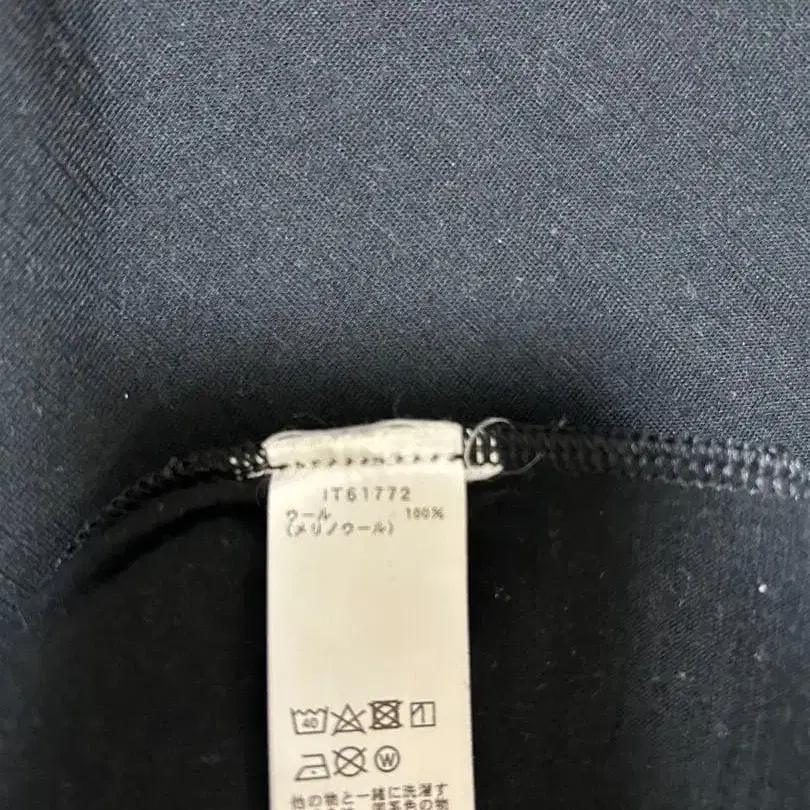 IT61772
ウール 100%
(メリノウール)
40
W
他の物と一緒に洗濯す